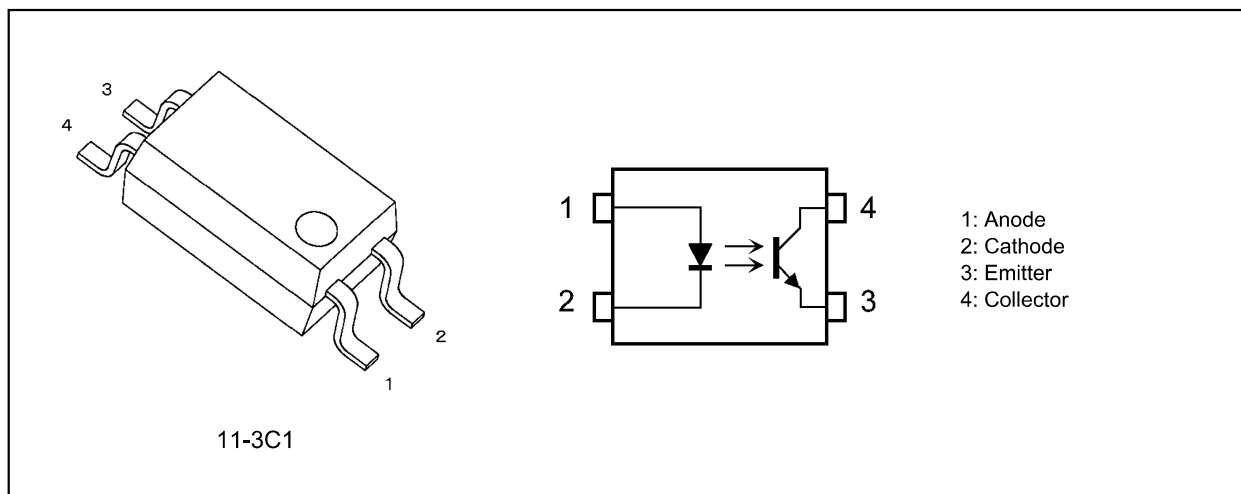 3
4
2
1
11-3C1
1
4
2
3
1: Anode
2: Cathode
3: Emitter
4: Collector